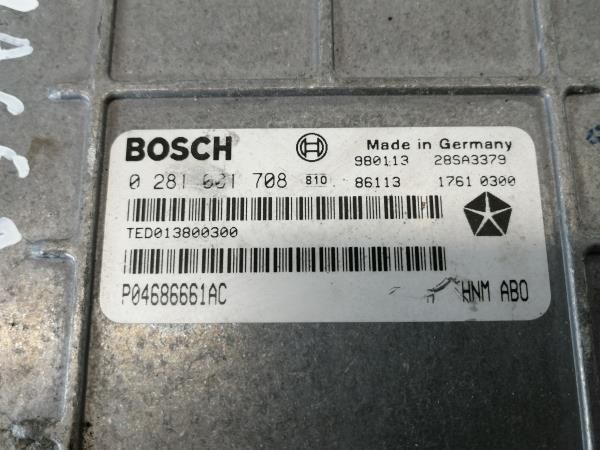 BOSCH Made in Germany
980113 28SA3379
0 281 001 708 810 86113 1761 0300
TED013800300
P04686661AC HNM ABO